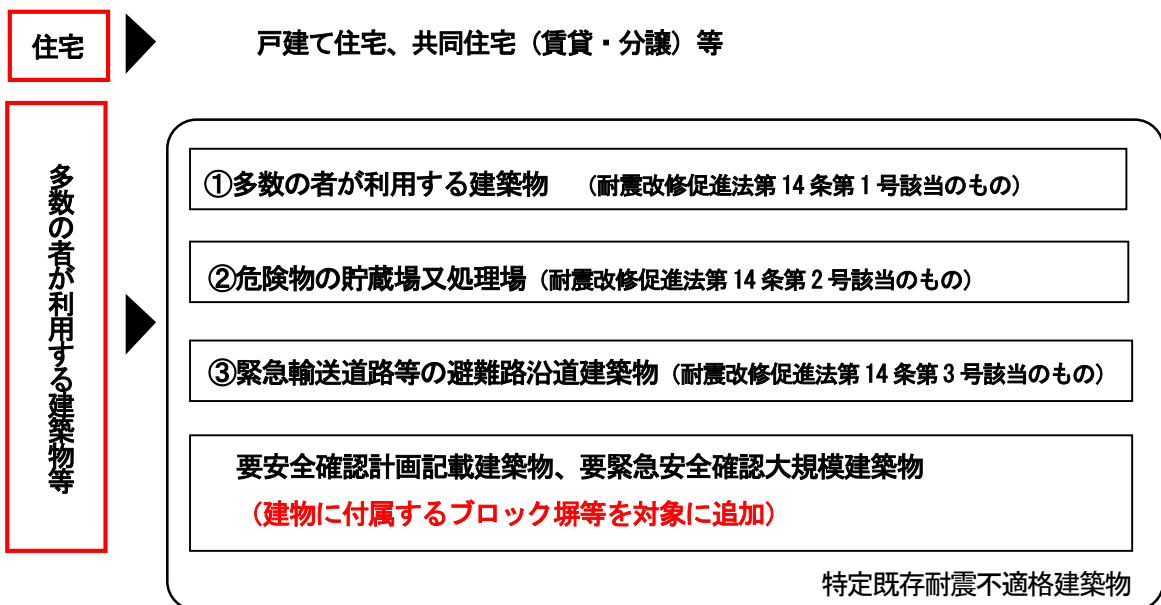 住宅
戸建て住宅、共同住宅（賃貸・分譲）等
多数の者が利用する建築物等
①多数の者が利用する建築物　（耐震改修促進法第14条第1号該当のもの）
②危険物の貯蔵場又処理場（耐震改修促進法第14条第2号該当のもの）
③緊急輸送道路等の避難路沿道建築物（耐震改修促進法第14条第3号該当のもの）
要安全確認計画記載建築物、要緊急安全確認大規模建築物
（建物に付属するブロック塀等を対象に追加）
特定既存耐震不適格建築物